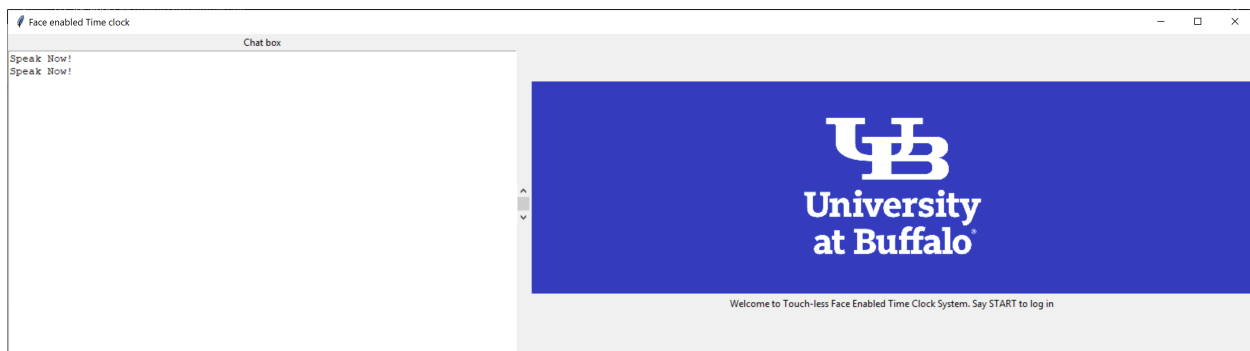 Face enabled Time clock
Chat box
Speak Now!
Speak Now!
UB
University
at Buffalo®
Welcome to Touch-less Face Enabled Time Clock System. Say START to log in